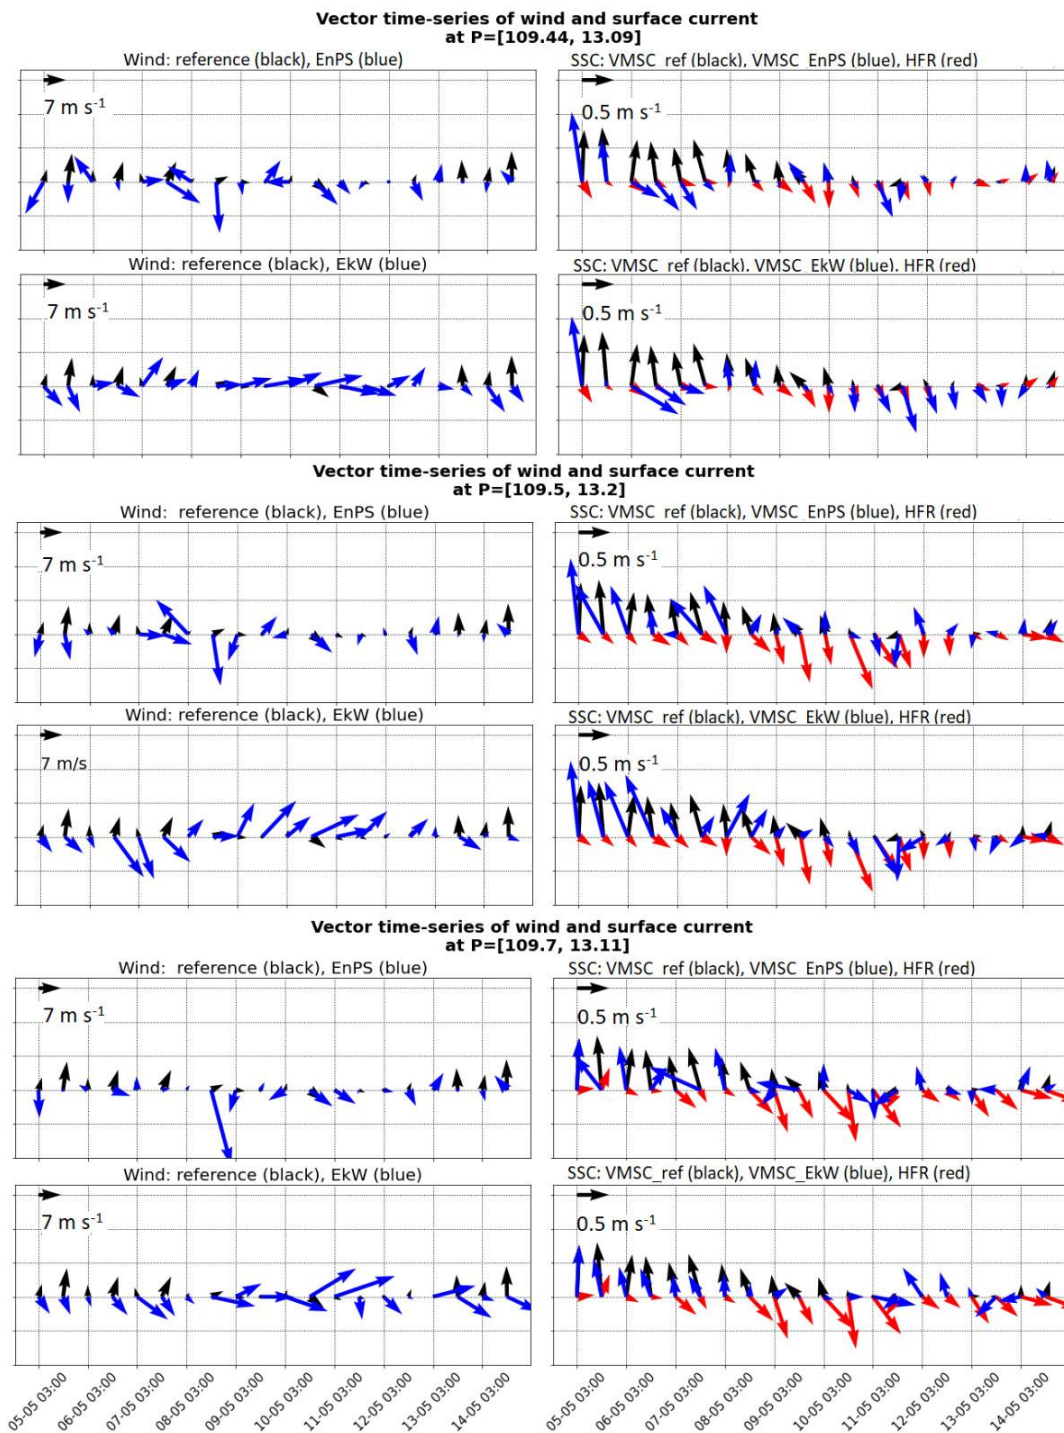 Vector time-series of wind and surface current
at P=[109.44, 13.09]
Wind: reference (black), EnPS (blue)
SSC: VMSC_ref (black), VMSC_EnPS (blue), HFR (red)
7 m s-1
0.5 m s-1
Wind: reference (black), EkW (blue)
SSC: VMSC_ref (black), VMSC_EkW (blue), HFR (red)
7 m s-1
0.5 m s-1
Vector time-series of wind and surface current
at P=[109.5, 13.2]
Wind: reference (black), EnPS (blue)
SSC: VMSC_ref (black), VMSC_EnPS (blue), HFR (red)
7 m s-1
0.5 m s-1
Wind: reference (black), EkW (blue)
SSC: VMSC_ref (black), VMSC_EkW (blue), HFR (red)
7 m/s
0.5 m s-1
Vector time-series of wind and surface current
at P=[109.7, 13.11]
Wind: reference (black), EnPS (blue)
SSC: VMSC_ref (black), VMSC_EnPS (blue), HFR (red)
7 m s-1
0.5 m s-1
Wind: reference (black), EkW (blue)
SSC: VMSC_ref (black), VMSC_EkW (blue), HFR (red)
7 m s-1
0.5 m s-1
05-05 03:00 06-05 03:00 07-05 03:00 08-05 03:00 09-05 03:00 10-05 03:00 11-05 03:00 12-05 03:00 13-05 03:00 14-05 03:00
05-05 03:00 06-05 03:00 07-05 03:00 08-05 03:00 09-05 03:00 10-05 03:00 11-05 03:00 12-05 03:00 13-05 03:00 14-05 03:00